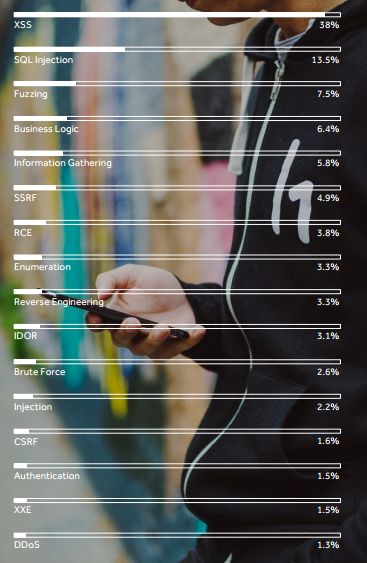 XSS 38%
SQL Injection 13.5%
Fuzzing 7.5%
Business Logic 6.4%
Information Gathering 5.8%
SSRF 4.9%
RCE 3.8%
Enumeration 3.3%
Reverse Engineering 3.3%
IDOR 3.1%
Brute Force 2.6%
Injection 2.2%
CSRF 1.6%
Authentication 1.5%
XXE 1.5%
DDoS 1.3%